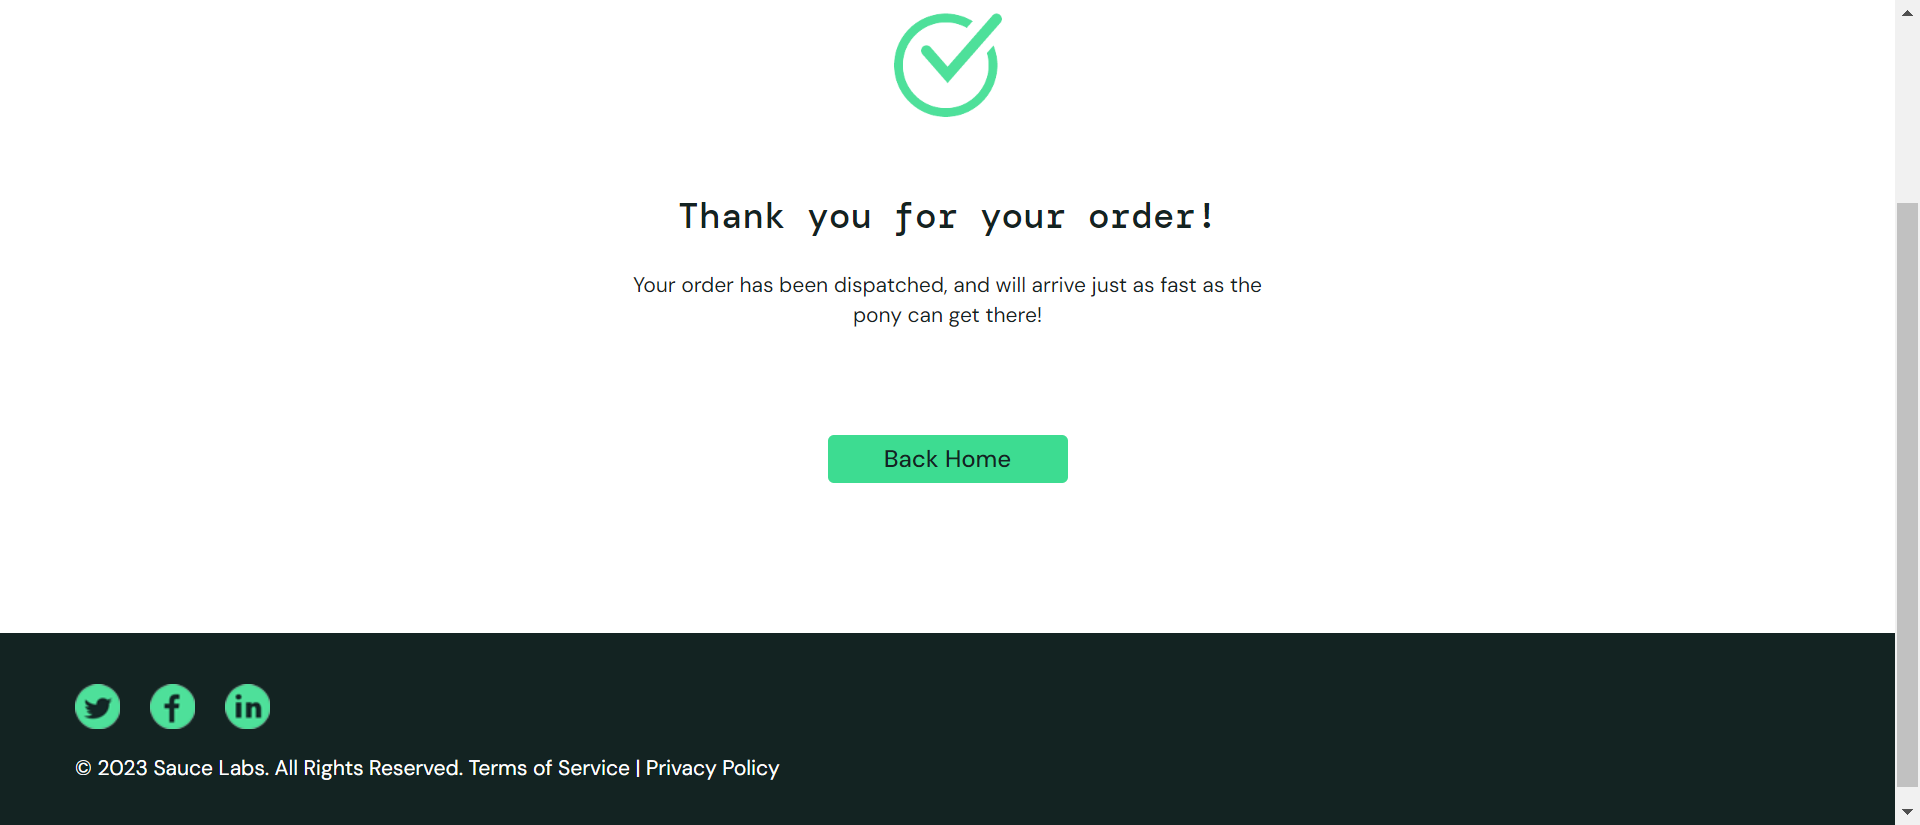 Thank you for your order!
Your order has been dispatched, and will arrive just as fast as the
pony can get there!
Back Home
© 2023 Sauce Labs. All Rights Reserved. Terms of Service | Privacy Policy